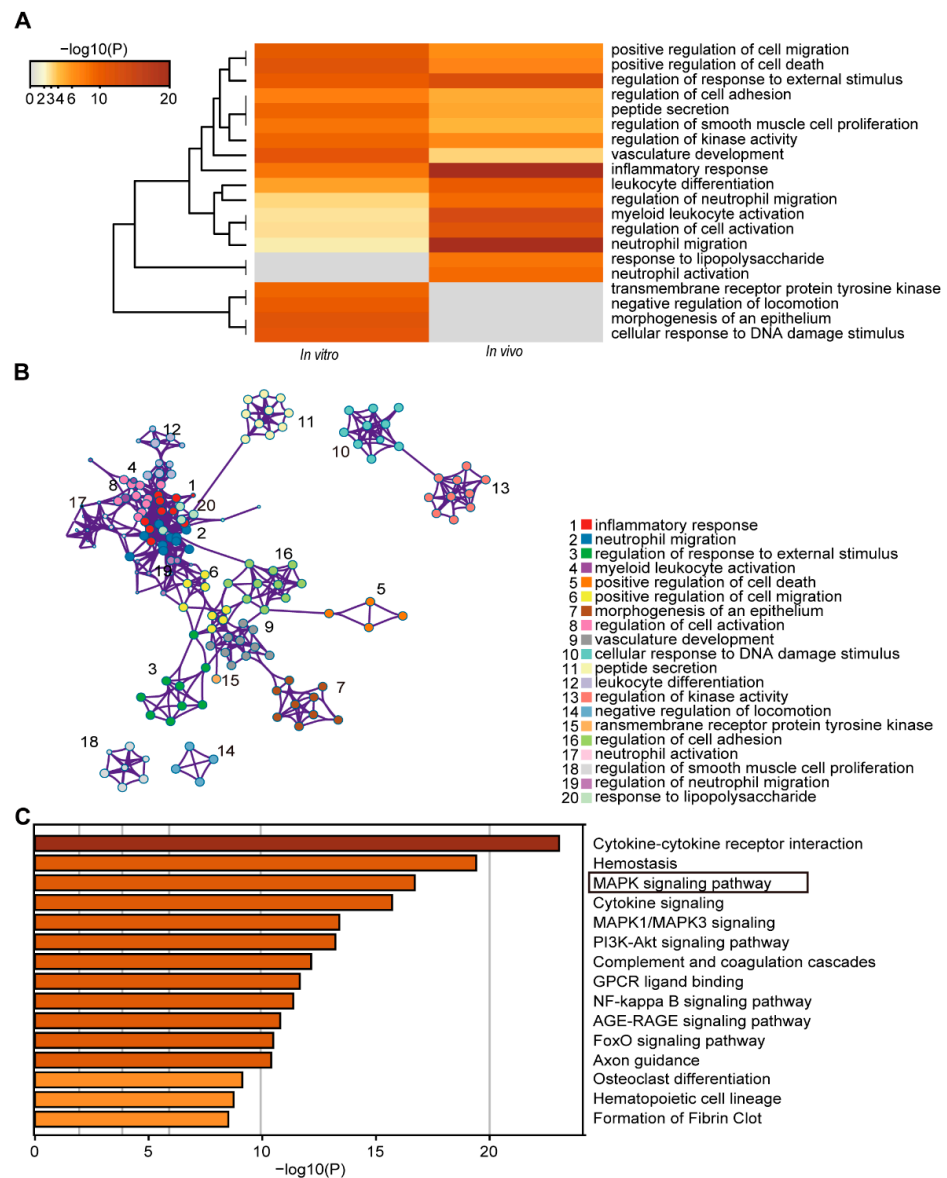 A
−log10(P)
0 2 3 4 6 10 20
positive regulation of cell migration
positive regulation of cell death
regulation of response to external stimulus
regulation of cell adhesion
peptide secretion
regulation of smooth muscle cell proliferation
regulation of kinase activity
vasculature development
inflammatory response
leukocyte differentiation
regulation of neutrophil migration
myeloid leukocyte activation
regulation of cell activation
neutrophil migration
response to lipopolysaccharide
neutrophil activation
transmembrane receptor protein tyrosine kinase
negative regulation of locomotion
morphogenesis of an epithelium
cellular response to DNA damage stimulus
In vitro In vivo
B
12
11
10
4
1
8
13
17
20
2
16
19
6
5
9
3
15
7
18
14
1 inflammatory response
2 neutrophil migration
3 regulation of response to external stimulus
4 myeloid leukocyte activation
5 positive regulation of cell death
6 positive regulation of cell migration
7 morphogenesis of an epithelium
8 regulation of cell activation
9 vasculature development
10 cellular response to DNA damage stimulus
11 peptide secretion
12 leukocyte differentiation
13 regulation of kinase activity
14 negative regulation of locomotion
15 ransmembrane receptor protein tyrosine kinase
16 regulation of cell adhesion
17 neutrophil activation
18 regulation of smooth muscle cell proliferation
19 regulation of neutrophil migration
20 response to lipopolysaccharide
C
Cytokine-cytokine receptor interaction
Hemostasis
MAPK signaling pathway
Cytokine signaling
MAPK1/MAPK3 signaling
PI3K-Akt signaling pathway
Complement and coagulation cascades
GPCR ligand binding
NF-kappa B signaling pathway
AGE-RAGE signaling pathway
FoxO signaling pathway
Axon guidance
Osteoclast differentiation
Hematopoietic cell lineage
Formation of Fibrin Clot
0 5 10 15 20
−log10(P)